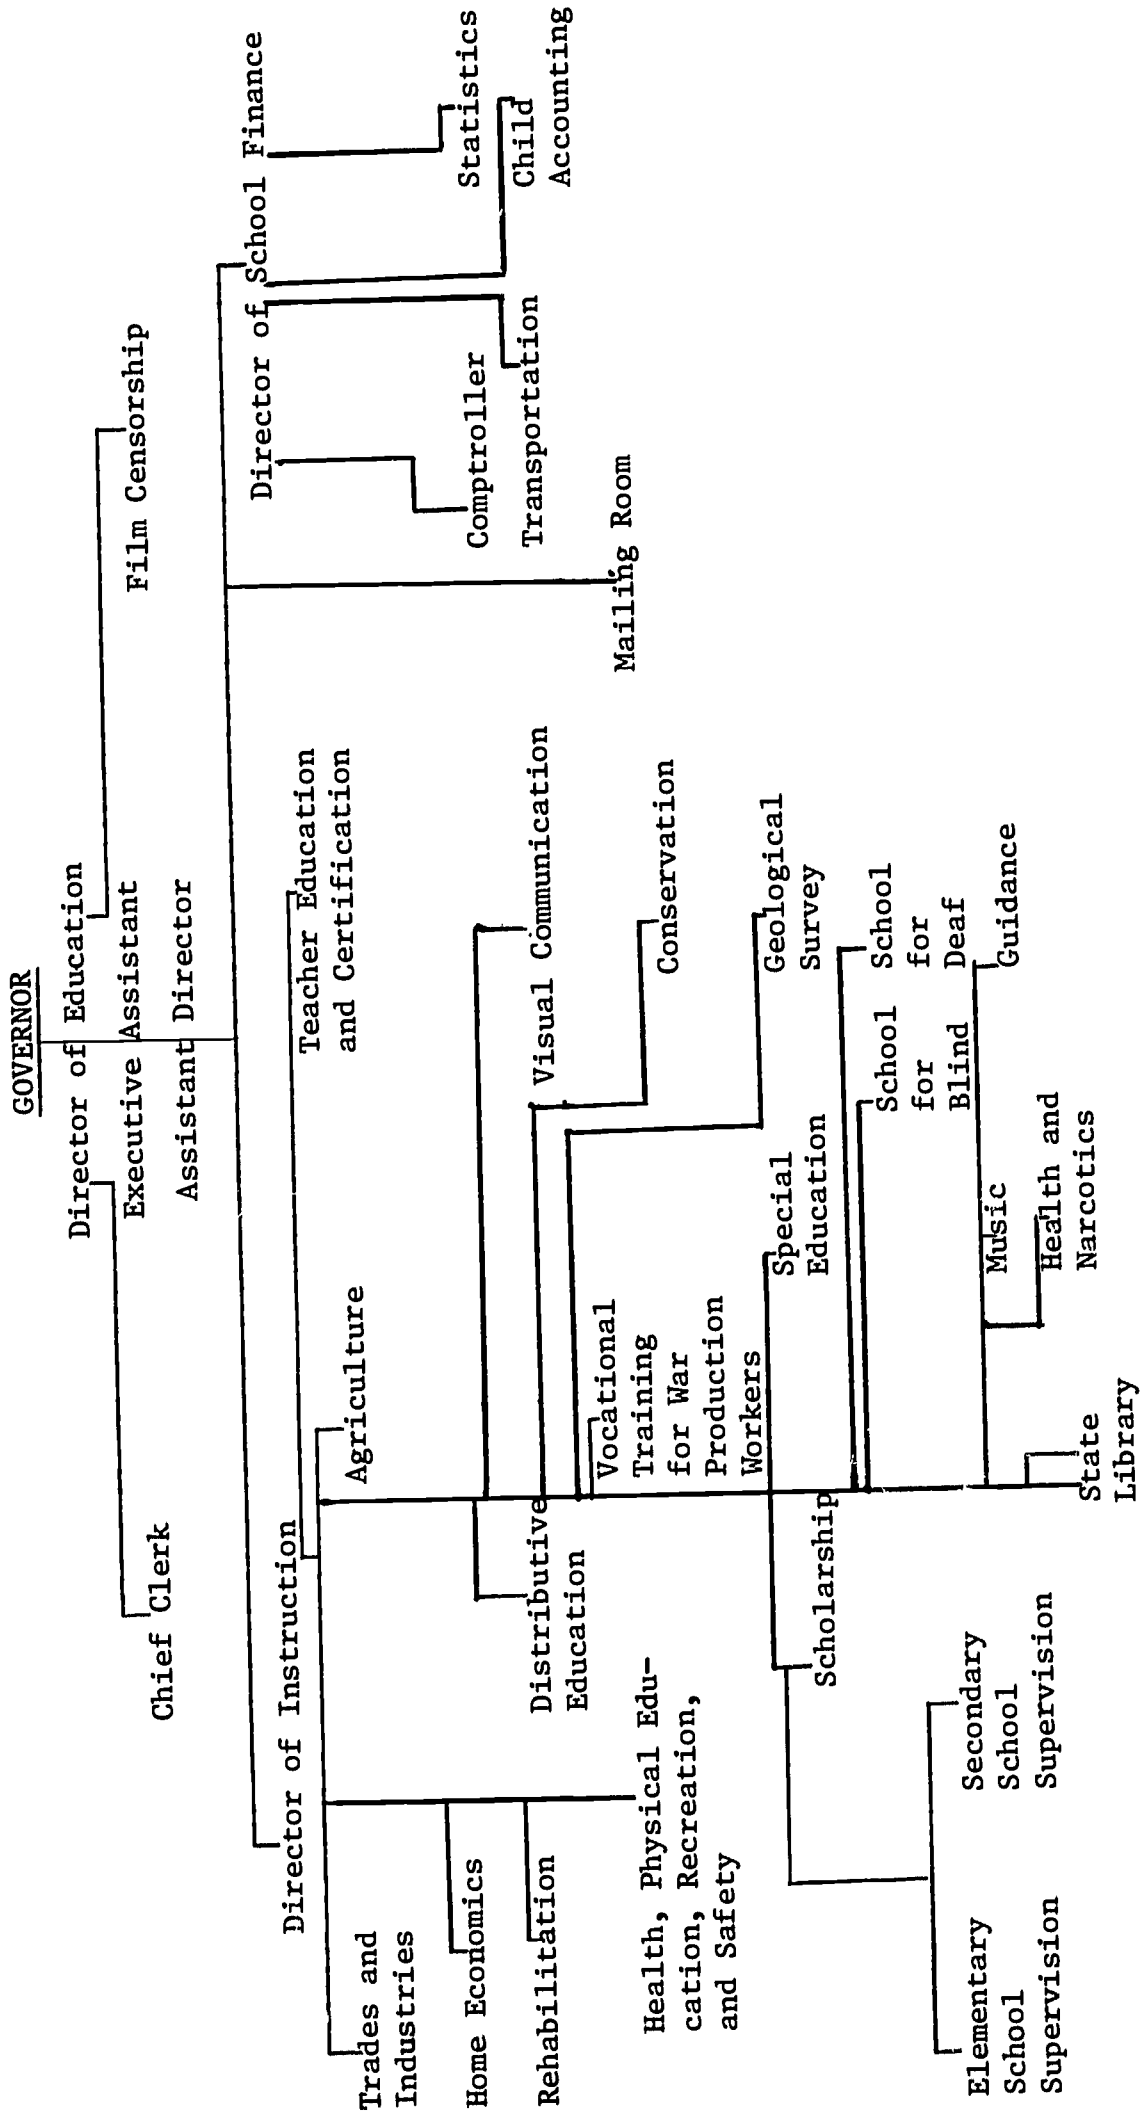 GOVERNOR
Director of Education
Executive Assistant
Assistant Director
Chief Clerk
Film Censorship
Director of Instruction
Director of School Finance
Teacher Education
and Certification
Agriculture
Trades and
Industries
Home Economics
Rehabilitation
Health, Physical Edu-
cation, Recreation,
and Safety
Distributive
Education
Visual Communication
Vocational
Training
for War
Production
Workers
Conservation
Geological
Survey
Special
Education
Scholarship
Elementary
School
Supervision
Secondary
School
Supervision
School
for
Blind
School
for
Deaf
Music
Guidance
Health and
Narcotics
State
Library
Mailing Room
Comptroller
Statistics
Transportation
Child
Accounting